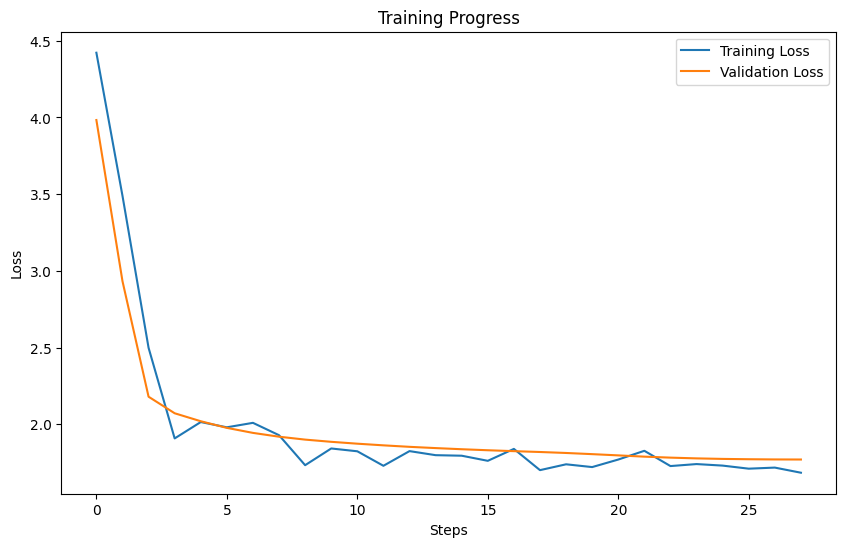 Training Progress
Training Loss
Validation Loss
4.5
4.0
3.5
3.0
2.5
2.0
Loss
0
5
10
15
20
25
Steps